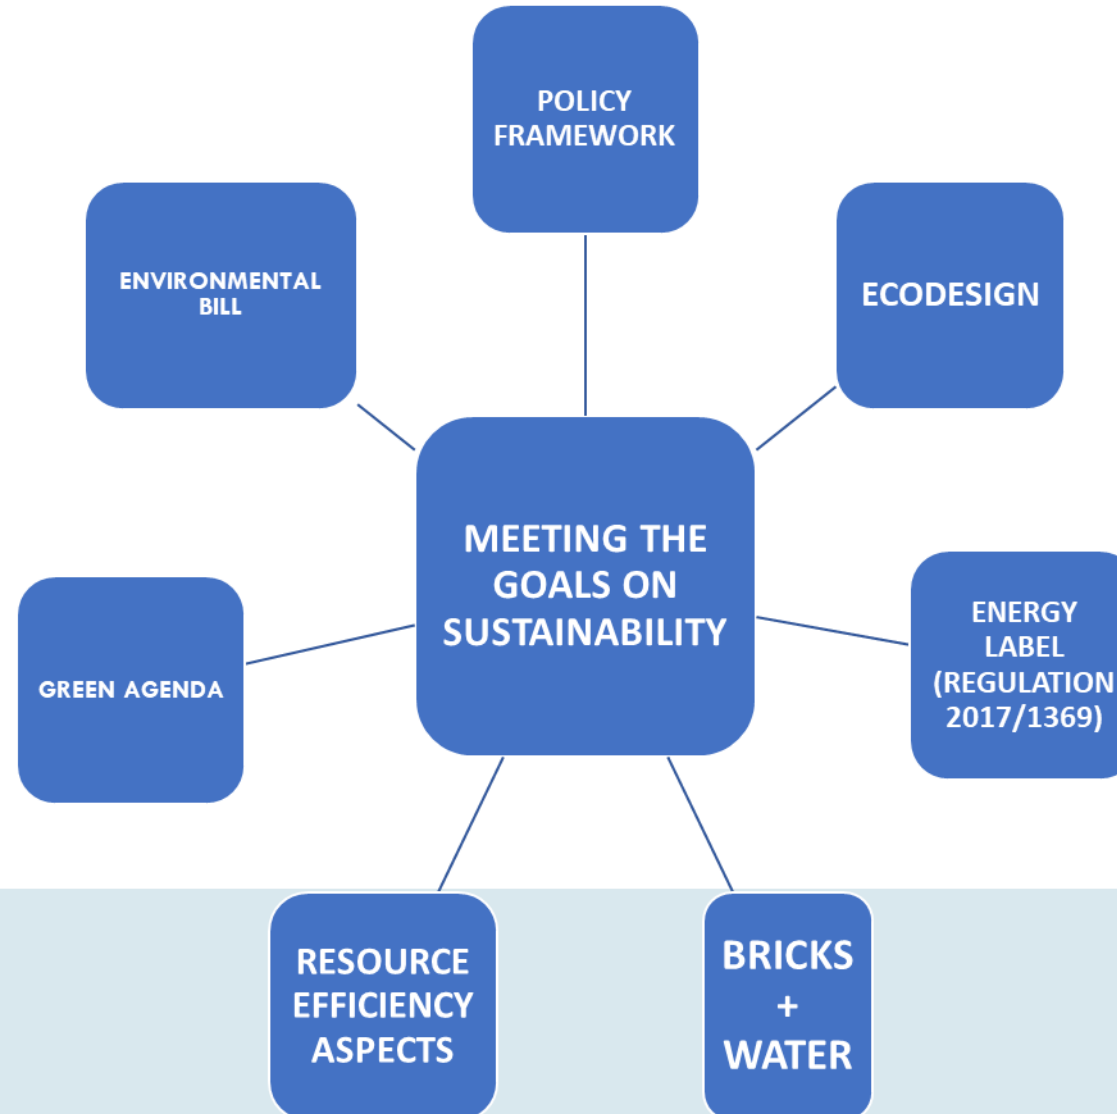 POLICY
FRAMEWORK
ENVIRONMENTAL
BILL
ECODESIGN
MEETING THE
GOALS ON
SUSTAINABILITY
ENERGY
LABEL
(REGULATION
2017/1369)
GREEN AGENDA
RESOURCE
EFFICIENCY
ASPECTS
BRICKS
+
WATER